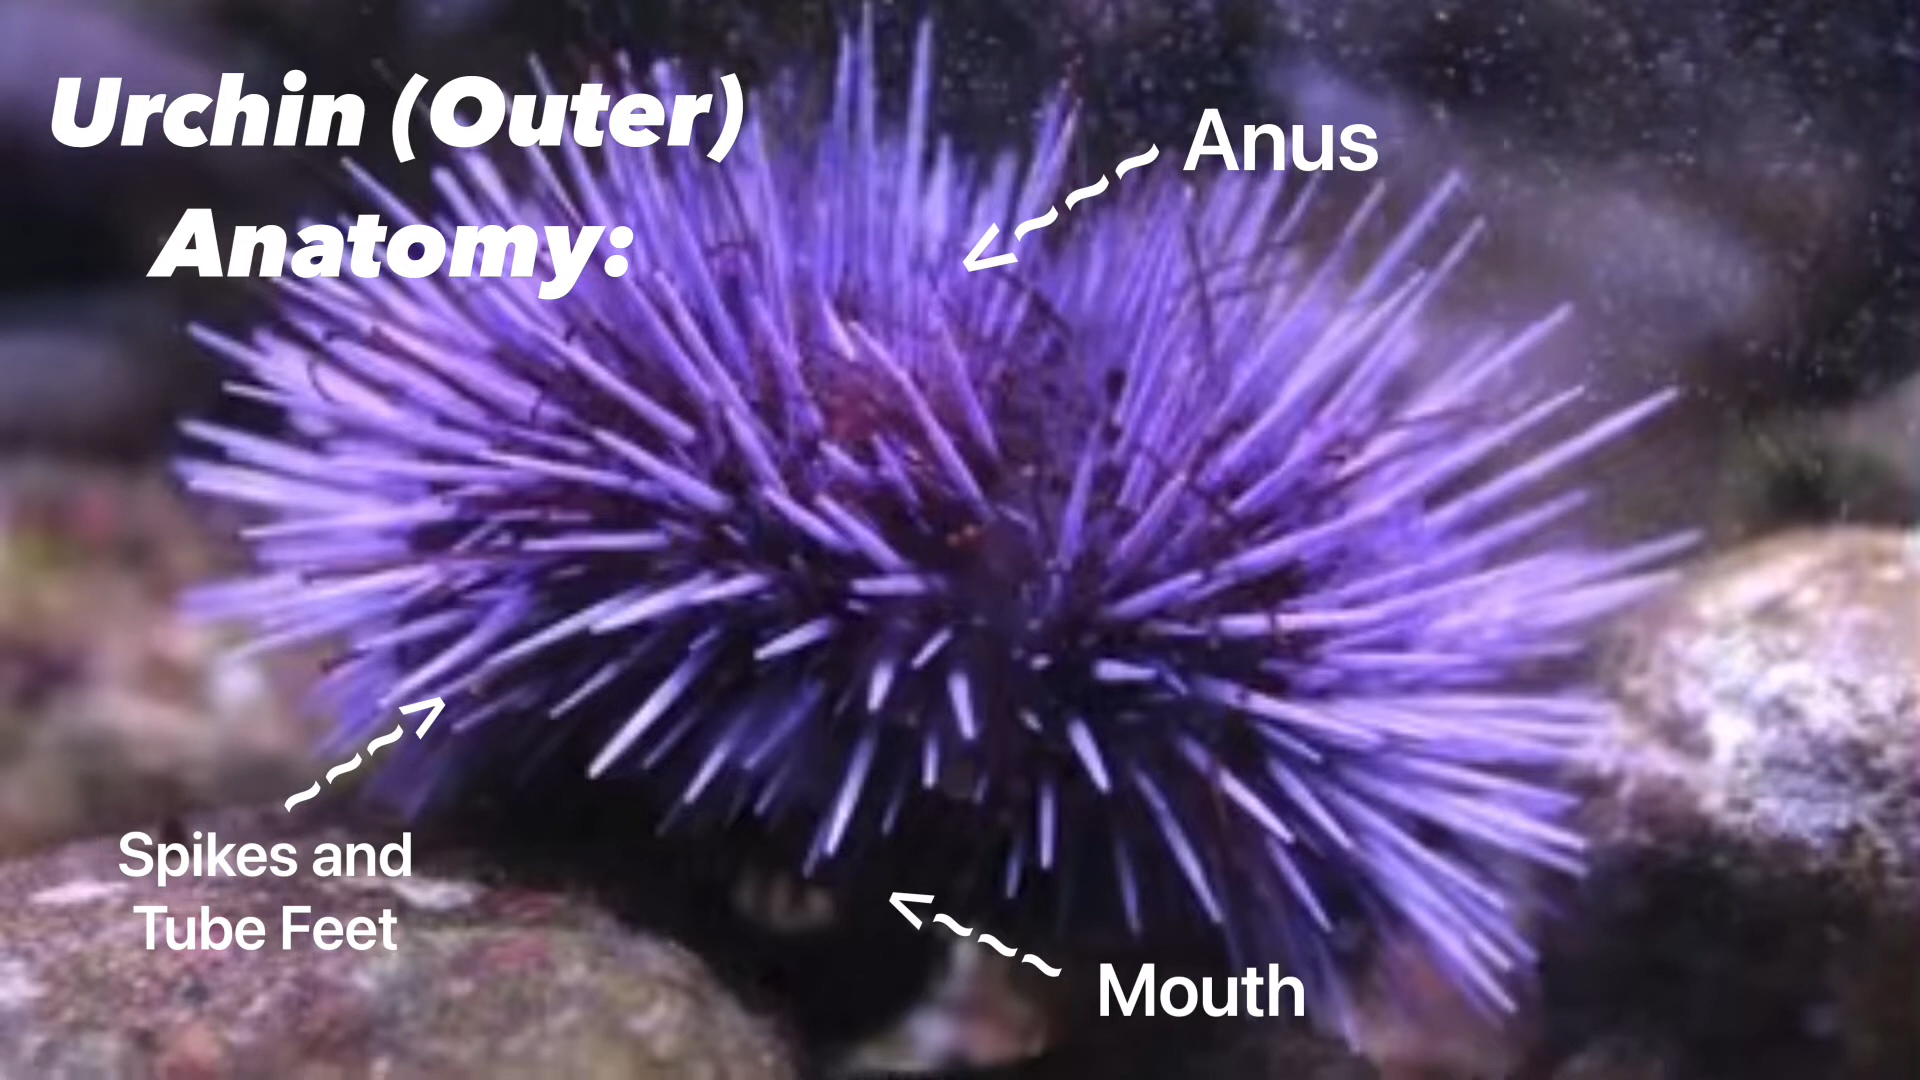 Urchin (Outer)
Anatomy:
Anus
Spikes and
Tube Feet
Mouth